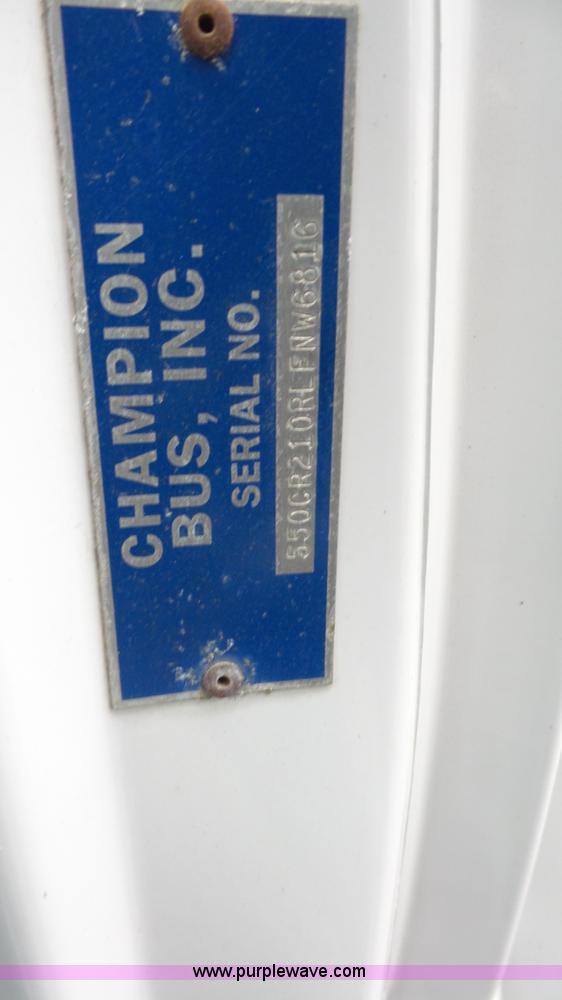 CHAMPION
BUS, INC.
SERIAL NO.
550CR210RLFNW6816
www.purplewave.com